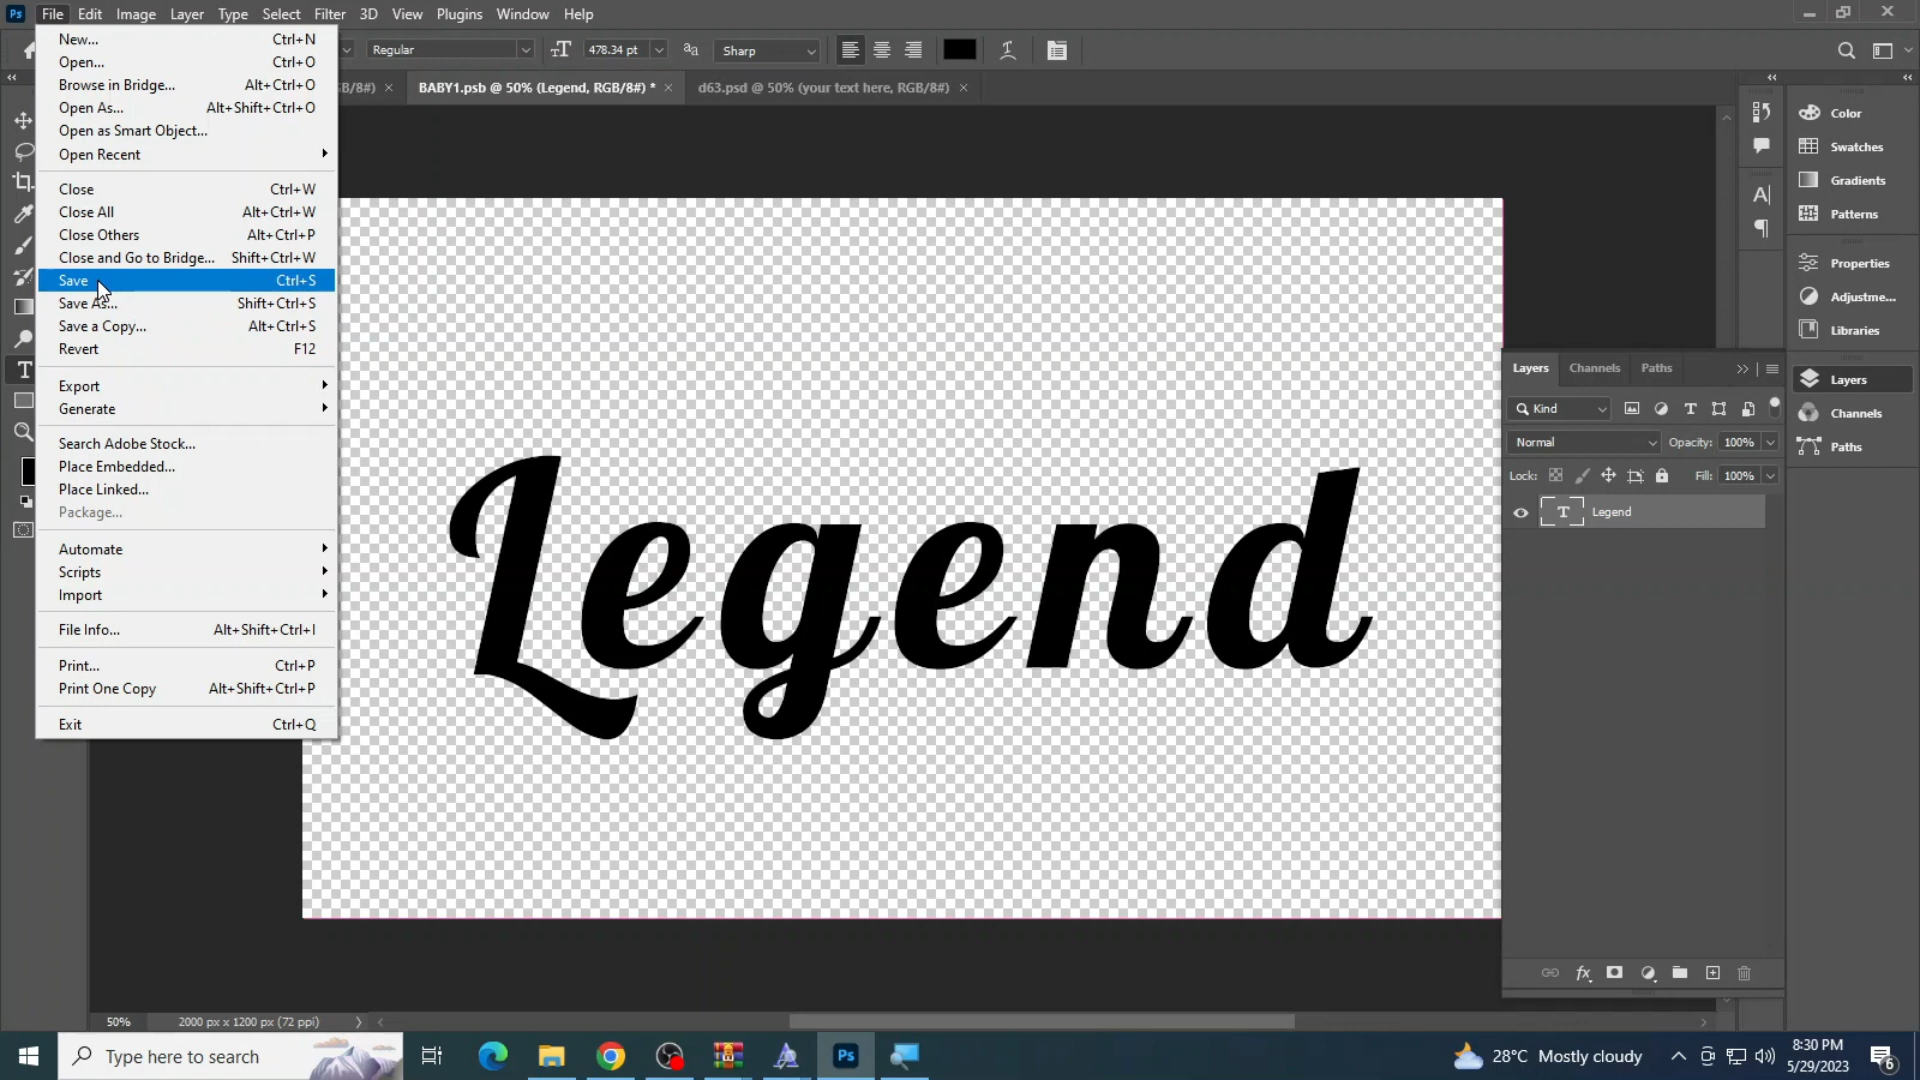 Ps File Edit Image Layer Type Select Filter 3D View Plugins Window Help
Regular 478.34 pt Sharp
GB/8#) × BABY1.psb @ 50% (Legend, RGB/8#) * × d63.psd @ 50% (your text here, RGB/8#) ×
New... Ctrl+N
Open... Ctrl+O
Browse in Bridge... Alt+Ctrl+O
Open As... Alt+Shift+Ctrl+O
Open as Smart Object...
Open Recent
Close Ctrl+W
Close All Alt+Ctrl+W
Close Others Alt+Ctrl+P
Close and Go to Bridge... Shift+Ctrl+W
Save Ctrl+S
Save As... Shift+Ctrl+S
Save a Copy... Alt+Ctrl+S
Revert F12
Export
Generate
Search Adobe Stock...
Place Embedded...
Place Linked...
Package...
Automate
Scripts
Import
File Info... Alt+Shift+Ctrl+I
Print... Ctrl+P
Print One Copy Alt+Shift+Ctrl+P
Exit Ctrl+Q
Legend
Color
Swatches
Gradients
Patterns
Properties
Adjustme...
Libraries
Layers
Channels
Paths
Layers Channels Paths
Kind
Normal Opacity: 100%
Lock: Fill: 100%
T Legend
fx
50% 2000 px x 1200 px (72 ppi)
Type here to search
Ps
28°C Mostly cloudy
8:30 PM
5/29/2023
6